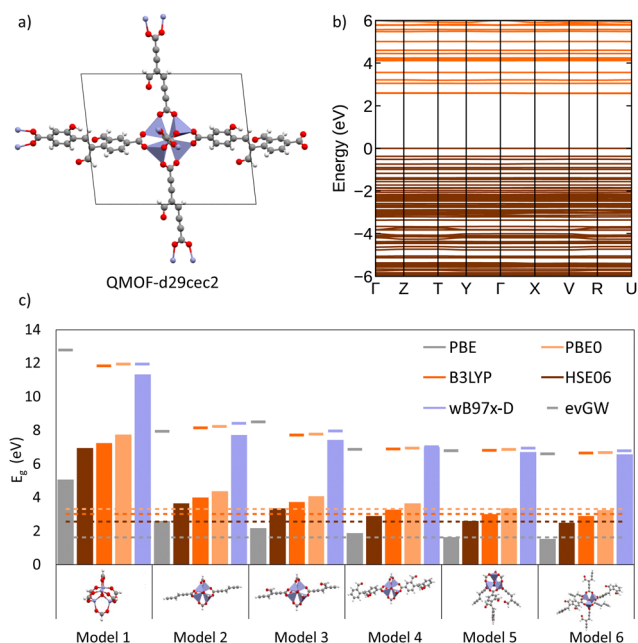 a)
QMOF-d29cec2
b)
Energy (eV)
6
4
2
0
−2
−4
−6
Γ Z T Y Γ X V R U
c)
E_g (eV)
14
12
10
8
6
4
2
0
PBE PBE0
B3LYP HSE06
wB97x-D evGW
Model 1 Model 2 Model 3 Model 4 Model 5 Model 6